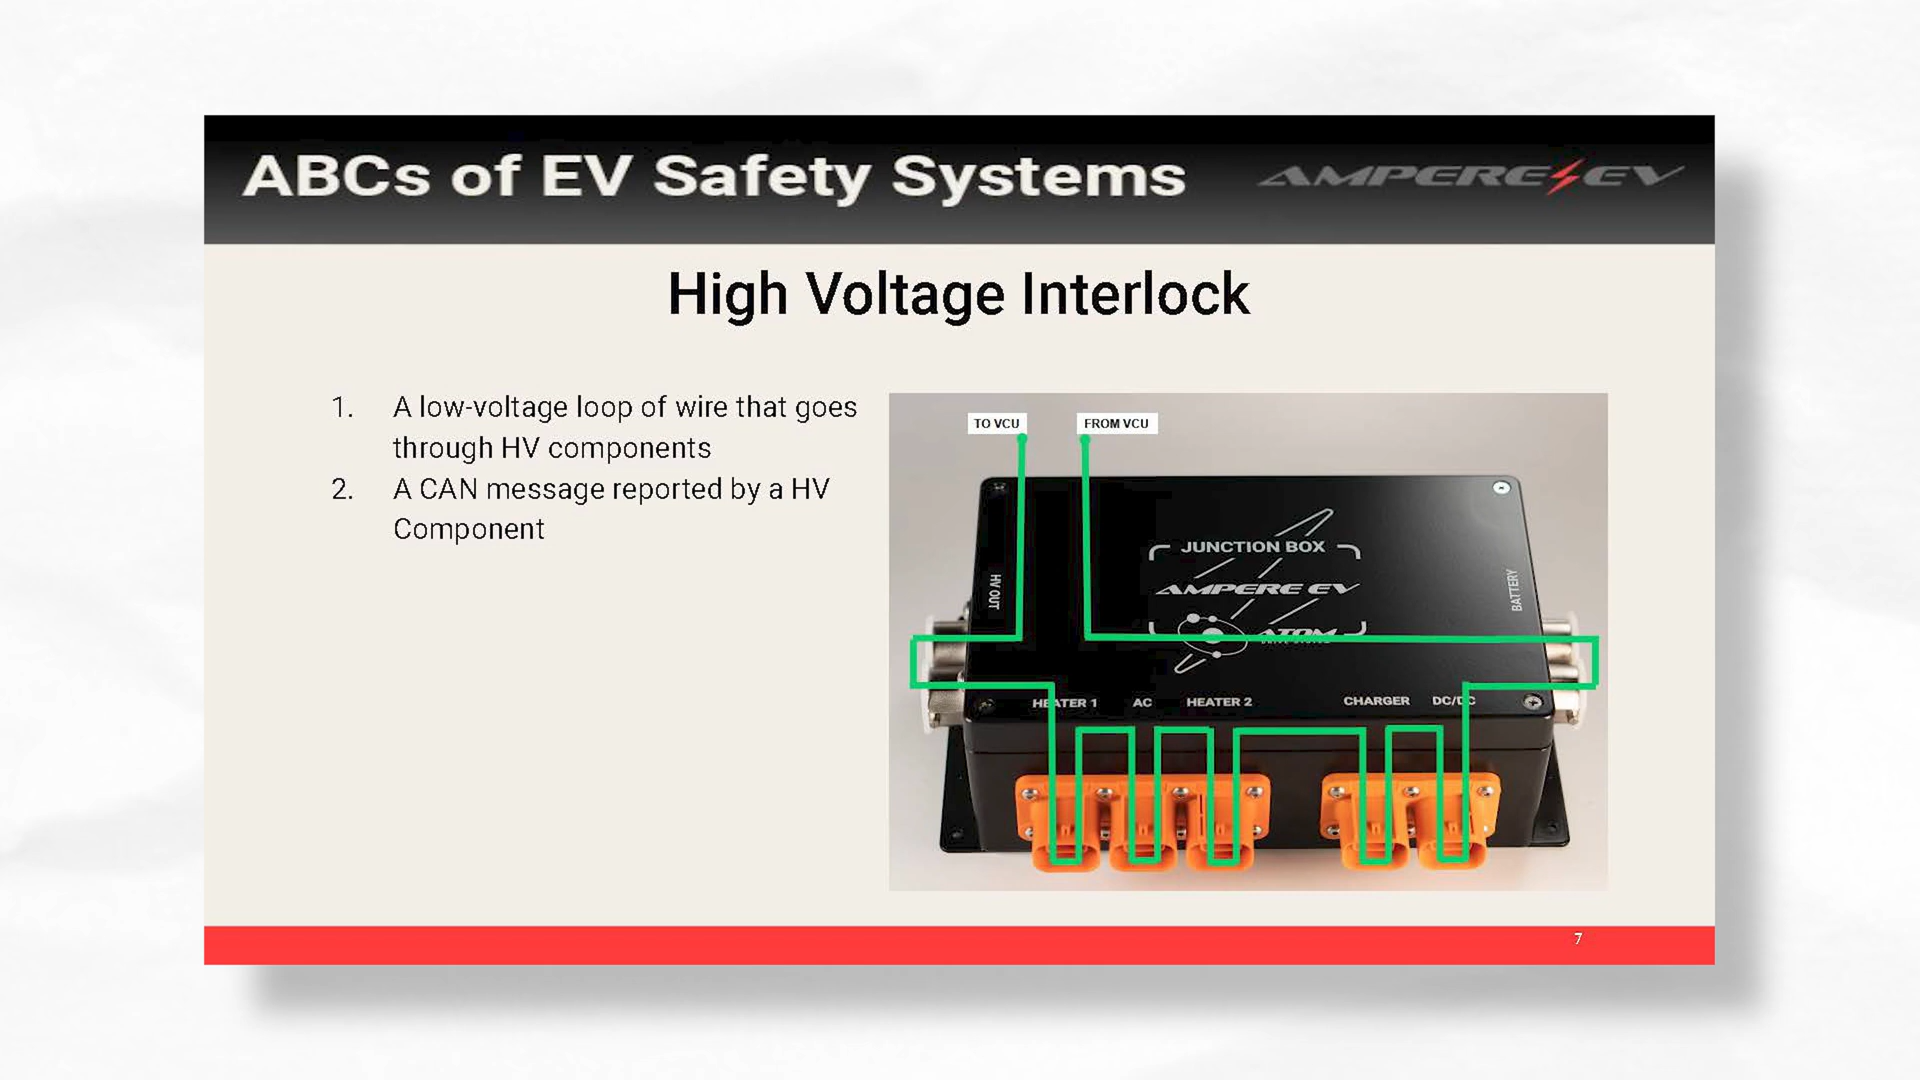 ABCs of EV Safety Systems
AMPERE EV
High Voltage Interlock
1. A low-voltage loop of wire that goes
through HV components
2. A CAN message reported by a HV
Component
TO VCU
FROM VCU
JUNCTION BOX
AMPERE EV
ATOM
HV OUT
BATTERY
HEATER 1
AC
HEATER 2
CHARGER
DC/DC
7